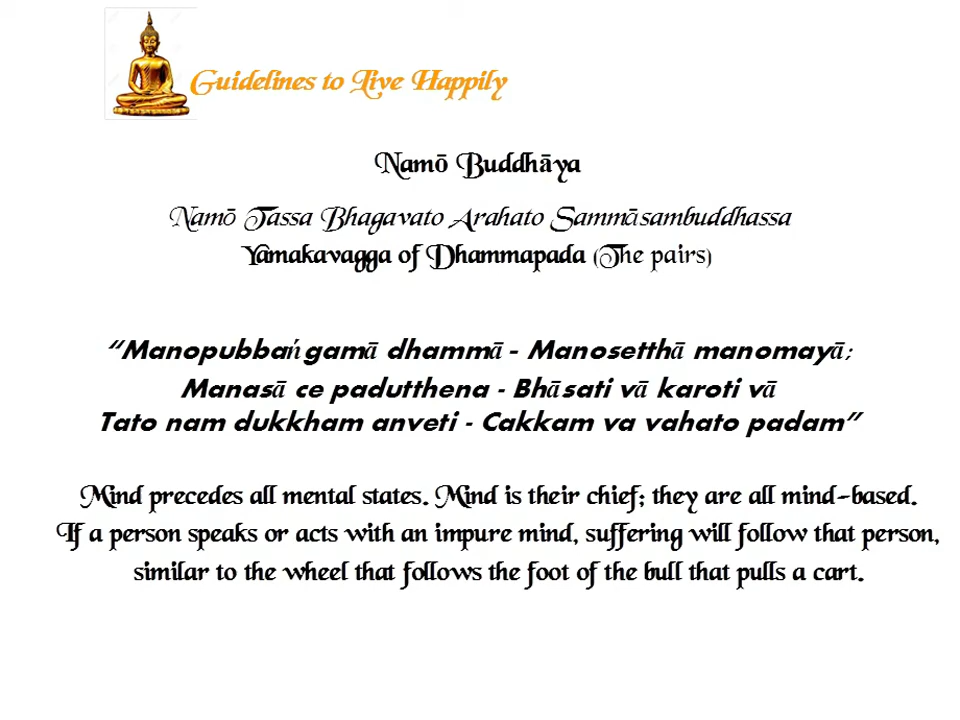 Guidelines to Live Happily
Namō Buddhāya
Namō Tassa Bhagavato Arahato Sammāsambuddhassa
Yamakavagga of Dhammapada (The pairs)
“Manopubbańgamā dhammā - Manosetthā manomayā;
Manasā ce padutthena - Bhāsati vā karoti vā
Tato nam dukkham anveti - Cakkam va vahato padam”
Mind precedes all mental states. Mind is their chief; they are all mind-based.
If a person speaks or acts with an impure mind, suffering will follow that person,
similar to the wheel that follows the foot of the bull that pulls a cart.